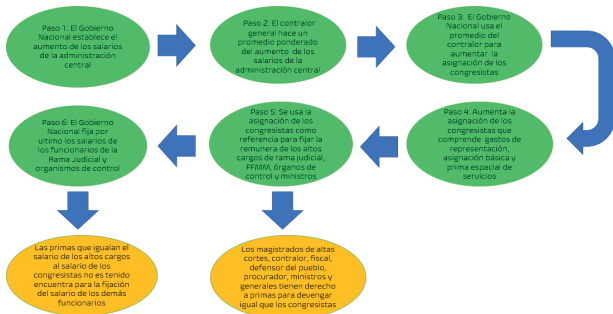 Paso 1: El Gobierno
Nacional establece el
aumento de los salarios
de la administración
central
Paso 2: El contralor
general hace un
promedio ponderado
del aumento de los
salarios de la
administración central
Paso 3. El Gobierno
Nacional usa el
promedio del
contralor para
aumentar la
asignación de los
congresistas
Paso 4: Aumenta la
asignación de los
congresistas que
comprende gastos de
representación,
asignación básica y
prima espacial de
servicios
Paso 5: Se usa la
asignación de los
congresistas como
referencia para fijar la
remunera de los altos
cargos de rama judicial,
FFMM, órganos de
control y ministros
Paso 6: El Gobierno
Nacional fija por
ultimo los salarios de
los funcionarios de la
Rama Judicial y
organismos de control
Las primas que igualan el
salario de los altos cargos
al salario de los
congresistas no es tenido
encuentra para la fijación
del salario de los demás
funcionarios
Los magistrados de altas
cortes, contralor, fiscal,
defensor del pueblo,
procurador, ministros y
generales tienen derecho
a primas para devengar
igual que los congresistas